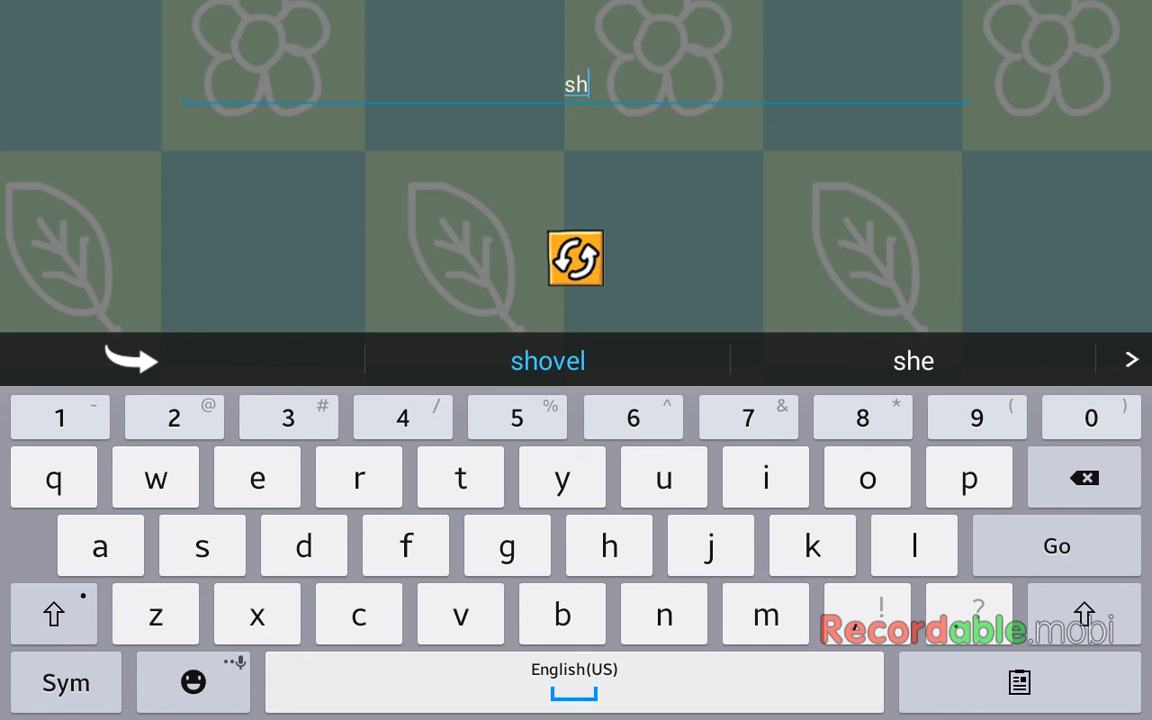 sh
shovel she >
1 - 2 @ 3 # 4 / 5 % 6 ^ 7 & 8 * 9 ( 0 )
q w e r t y u i o p
a s d f g h j k l Go
z x c v b n m , ! . ?
Recordable.mobi
Sym English(US)